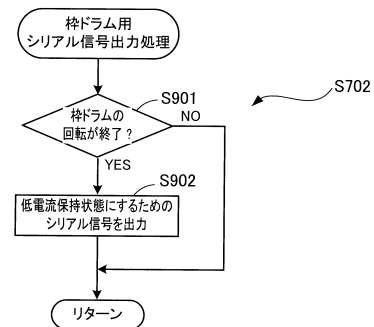 枠ドラム用
シリアル信号出力処理
S702
S901
枠ドラムの
回転が終了？
NO
YES
S902
低電流保持状態にするための
シリアル信号を出力
リターン